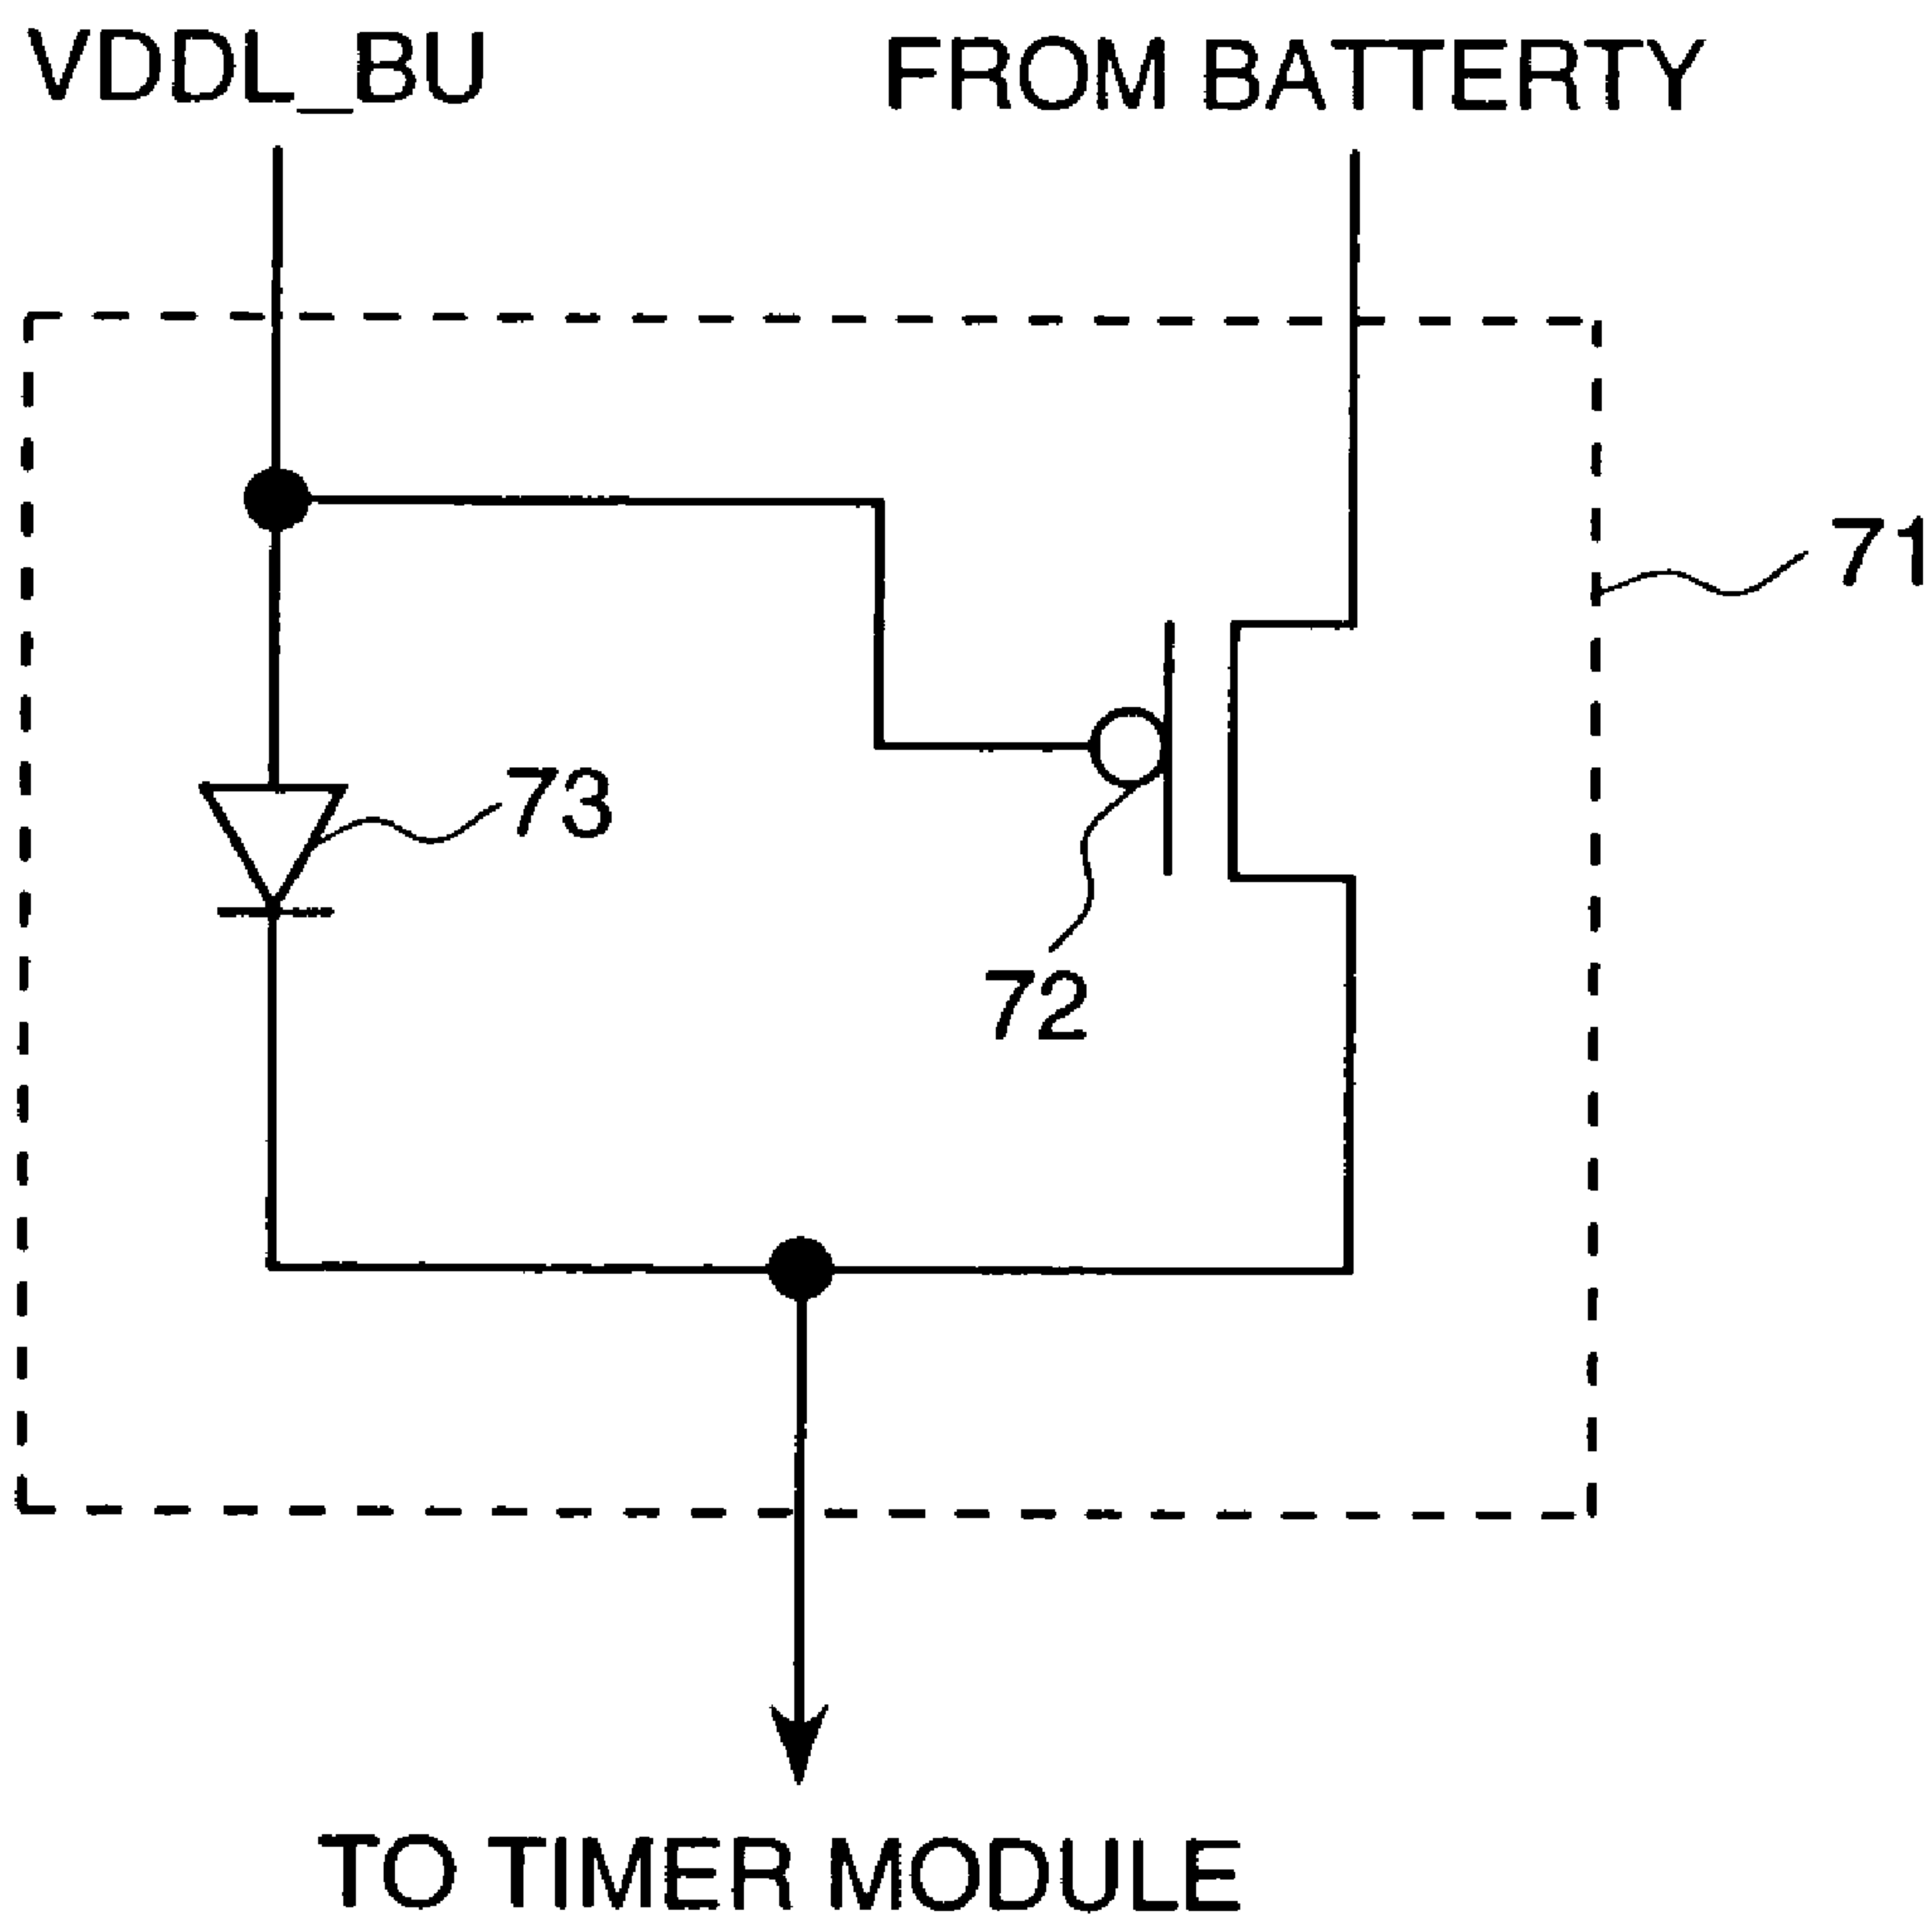 VDDL_BU
FROM BATTERTY
71
73
72
TO TIMER MODULE